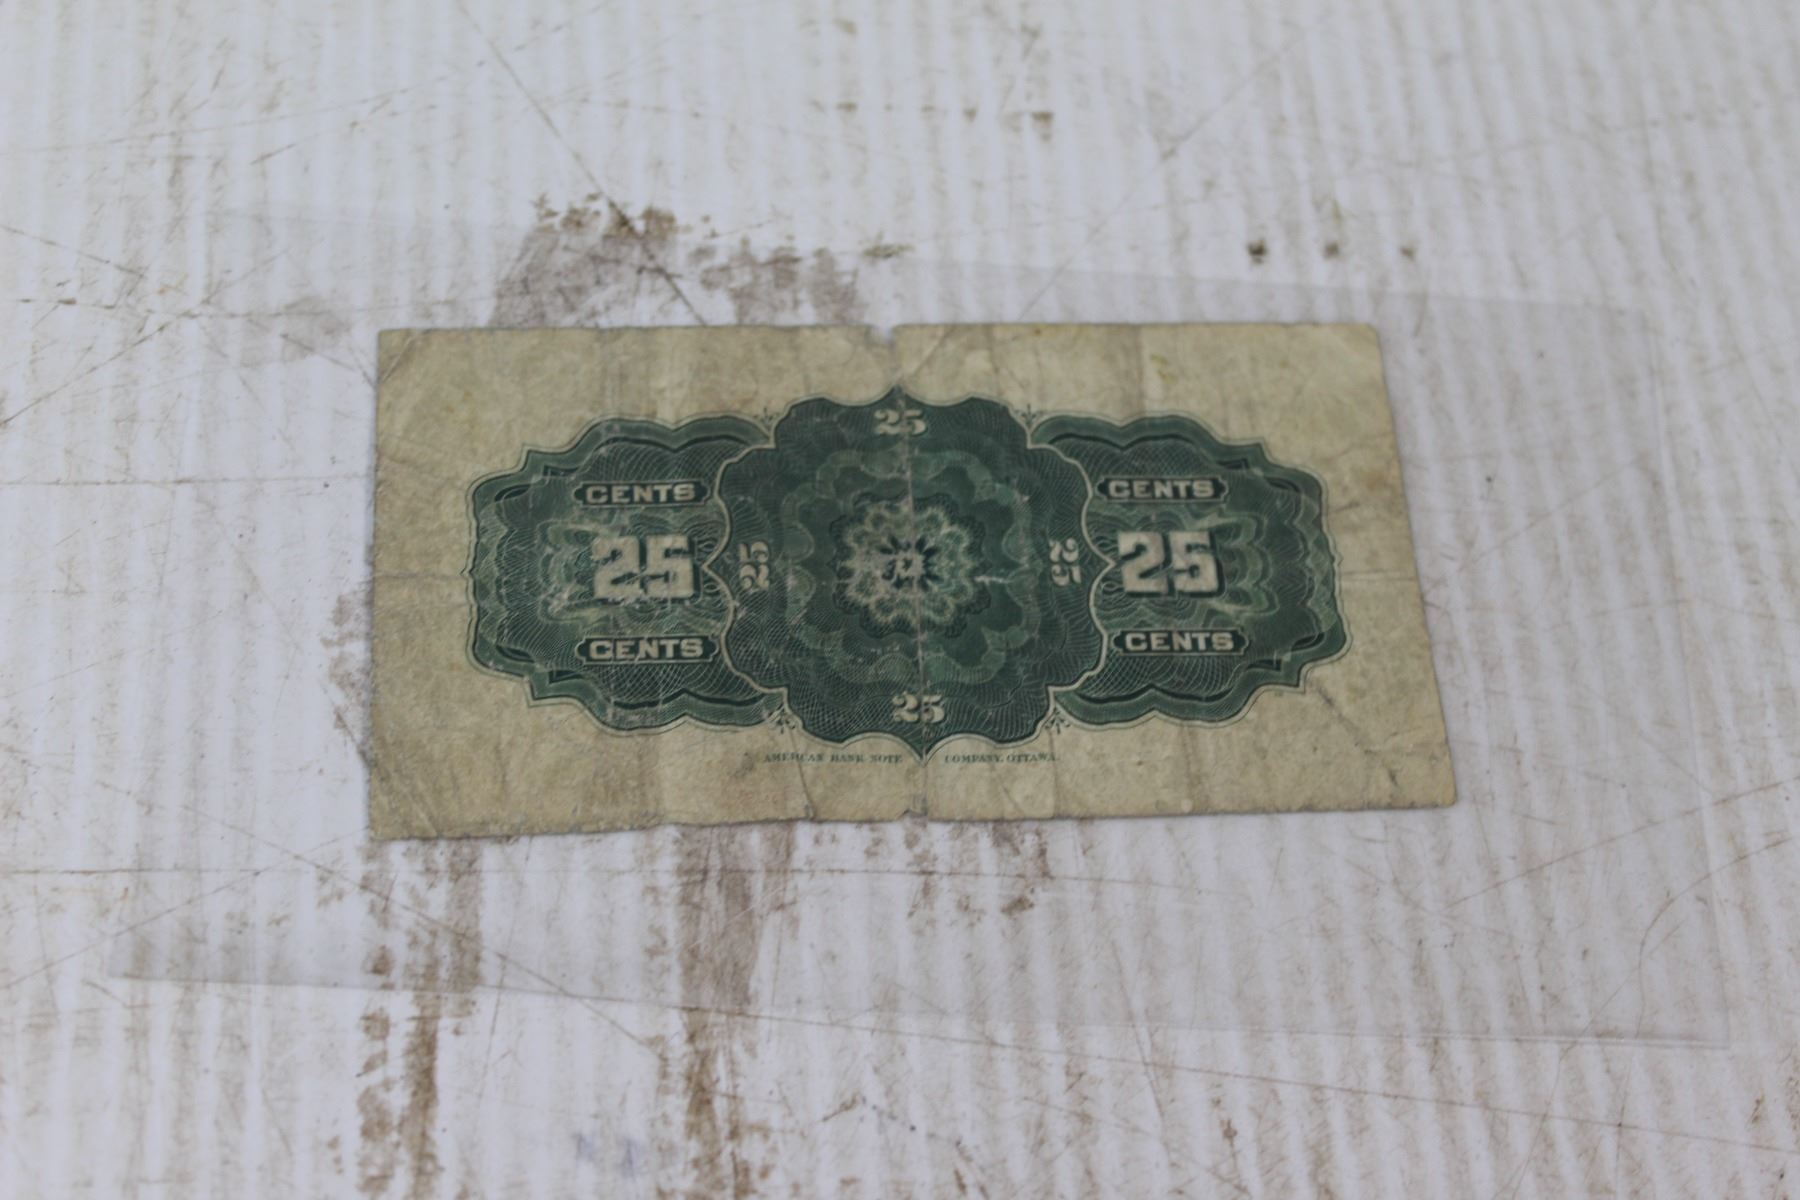 25
CENTS CENTS
25 25 25 25
CENTS CENTS
25
AMERICAN BANK NOTE COMPANY, OTTAWA.